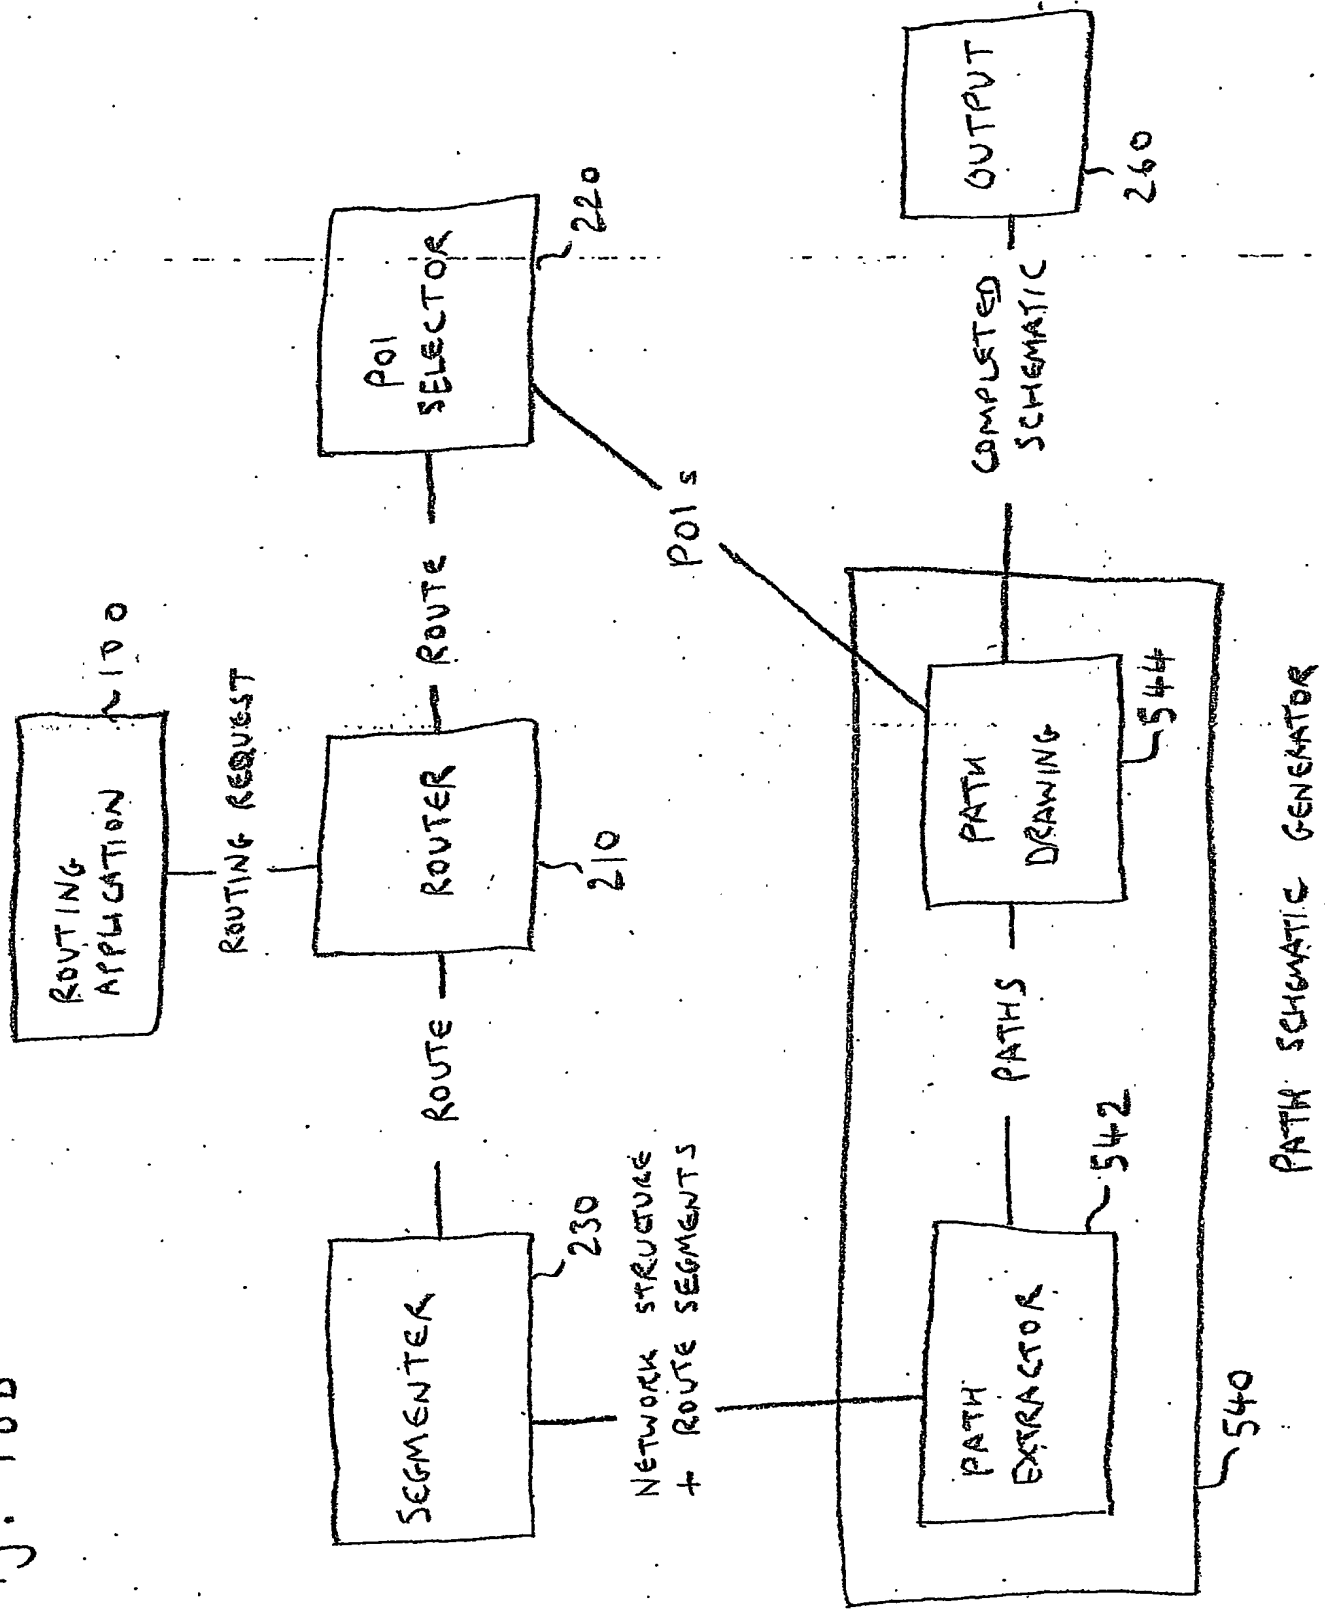 ROUTING
APPLICATION
100
ROUTING REQUEST
SEGMENTER
230
ROUTE
ROUTER
210
ROUTE
POI
SELECTOR
220
NETWORK STRUCTURE
+ ROUTE SEGMENTS
POIs
PATH
EXTRACTOR
542
PATHS
PATH
DRAWING
544
COMPLETED
SCHEMATIC
OUTPUT
260
540
PATH SCHEMATIC GENERATOR